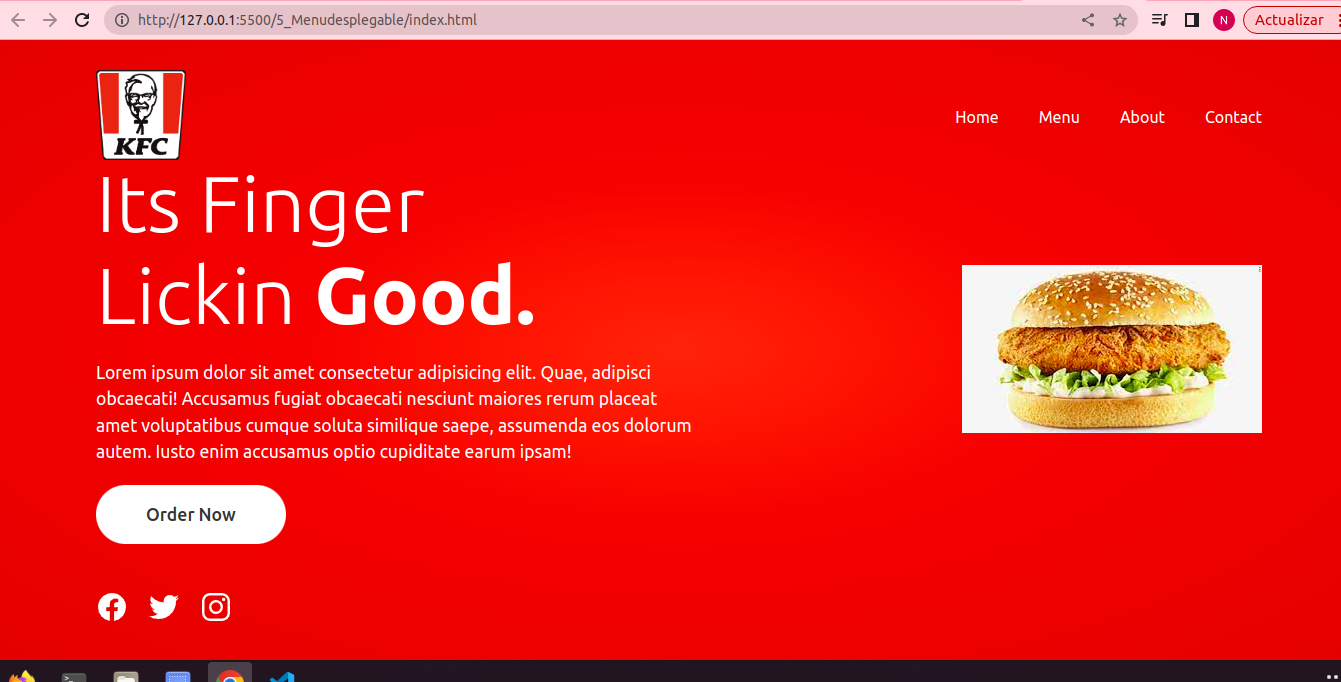 http://127.0.0.1:5500/5_Menudesplegable/index.html
N
Actualizar
KFC
Home Menu About Contact
Its Finger
Lickin Good.
Lorem ipsum dolor sit amet consectetur adipisicing elit. Quae, adipisci
obcaecati! Accusamus fugiat obcaecati nesciunt maiores rerum placeat
amet voluptatibus cumque soluta similique saepe, assumenda eos dolorum
autem. Iusto enim accusamus optio cupiditate earum ipsam!
Order Now